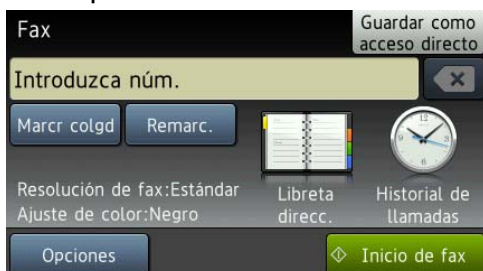 Fax
Guardar como
acceso directo
Introduzca núm.
Marcr colgd
Remarc.
Resolución de fax:Estándar
Ajuste de color:Negro
Libreta
direcc.
Historial de
llamadas
Opciones
Inicio de fax